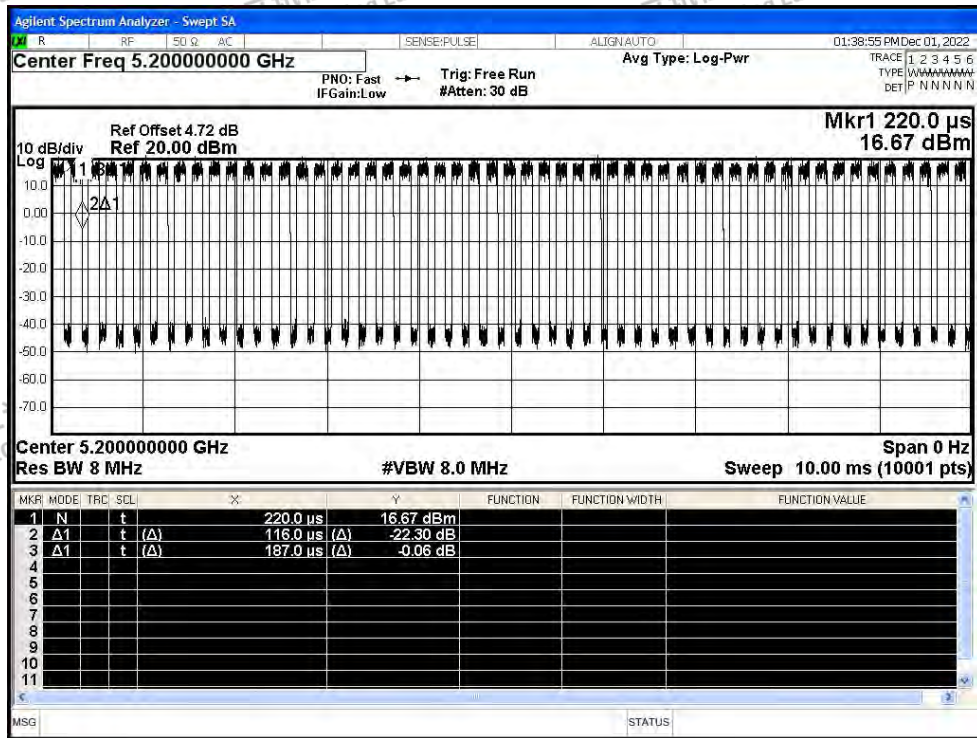 Agilent Spectrum Analyzer - Swept SA
LXI R RF 50 Ω AC SENSE:PULSE ALIGN AUTO 01:38:55 PM Dec 01, 2022
Center Freq 5.200000000 GHz
PNO: Fast
IFGain:Low
Trig: Free Run
#Atten: 30 dB
Avg Type: Log-Pwr
TRACE 1 2 3 4 5 6
TYPE W
DET P N N N N N
Mkr1 220.0 µs
16.67 dBm
Ref Offset 4.72 dB
10 dB/div Ref 20.00 dBm
Log
10.0
0.00
-10.0
-20.0
-30.0
-40.0
-50.0
-60.0
-70.0
1
2Δ1
Center 5.200000000 GHz Span 0 Hz
Res BW 8 MHz #VBW 8.0 MHz Sweep 10.00 ms (10001 pts)
MKR MODE TRC SCL X Y FUNCTION FUNCTION WIDTH FUNCTION VALUE
1 N t 220.0 µs 16.67 dBm
2 Δ1 t (Δ) 116.0 µs (Δ) -22.30 dB
3 Δ1 t (Δ) 187.0 µs (Δ) -0.06 dB
4
5
6
7
8
9
10
11
MSG STATUS